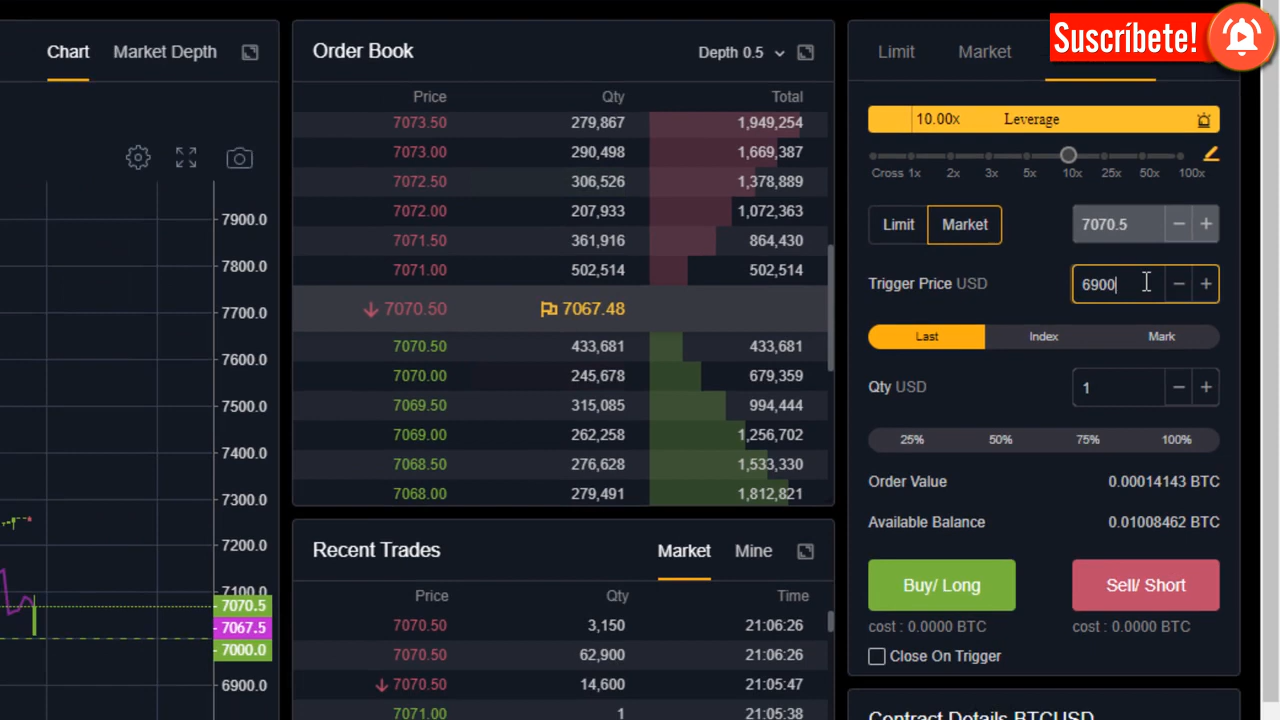 Suscríbete!
Chart Market Depth
7900.0
7800.0
7700.0
7600.0
7500.0
7400.0
7300.0
7200.0
7100.0
7070.5
7067.5
7000.0
6900.0
Order Book Depth 0.5
Price Qty Total
7073.50 279,867 1,949,254
7073.00 290,498 1,669,387
7072.50 306,526 1,378,889
7072.00 207,933 1,072,363
7071.50 361,916 864,430
7071.00 502,514 502,514
7070.50 7067.48
7070.50 433,681 433,681
7070.00 245,678 679,359
7069.50 315,085 994,444
7069.00 262,258 1,256,702
7068.50 276,628 1,533,330
7068.00 279,491 1,812,821
Recent Trades Market Mine
Price Qty Time
7070.50 3,150 21:06:26
7070.50 62,900 21:06:26
7070.50 14,600 21:05:47
7071.00 1 21:05:38
Limit Market
10.00x Leverage
Cross 1x 2x 3x 5x 10x 25x 50x 100x
Limit Market 7070.5 − +
Trigger Price USD 6900 − +
Last Index Mark
Qty USD 1 − +
25% 50% 75% 100%
Order Value 0.00014143 BTC
Available Balance 0.01008462 BTC
Buy/ Long Sell/ Short
cost : 0.0000 BTC cost : 0.0000 BTC
Close On Trigger
Contract Details BTCUSD